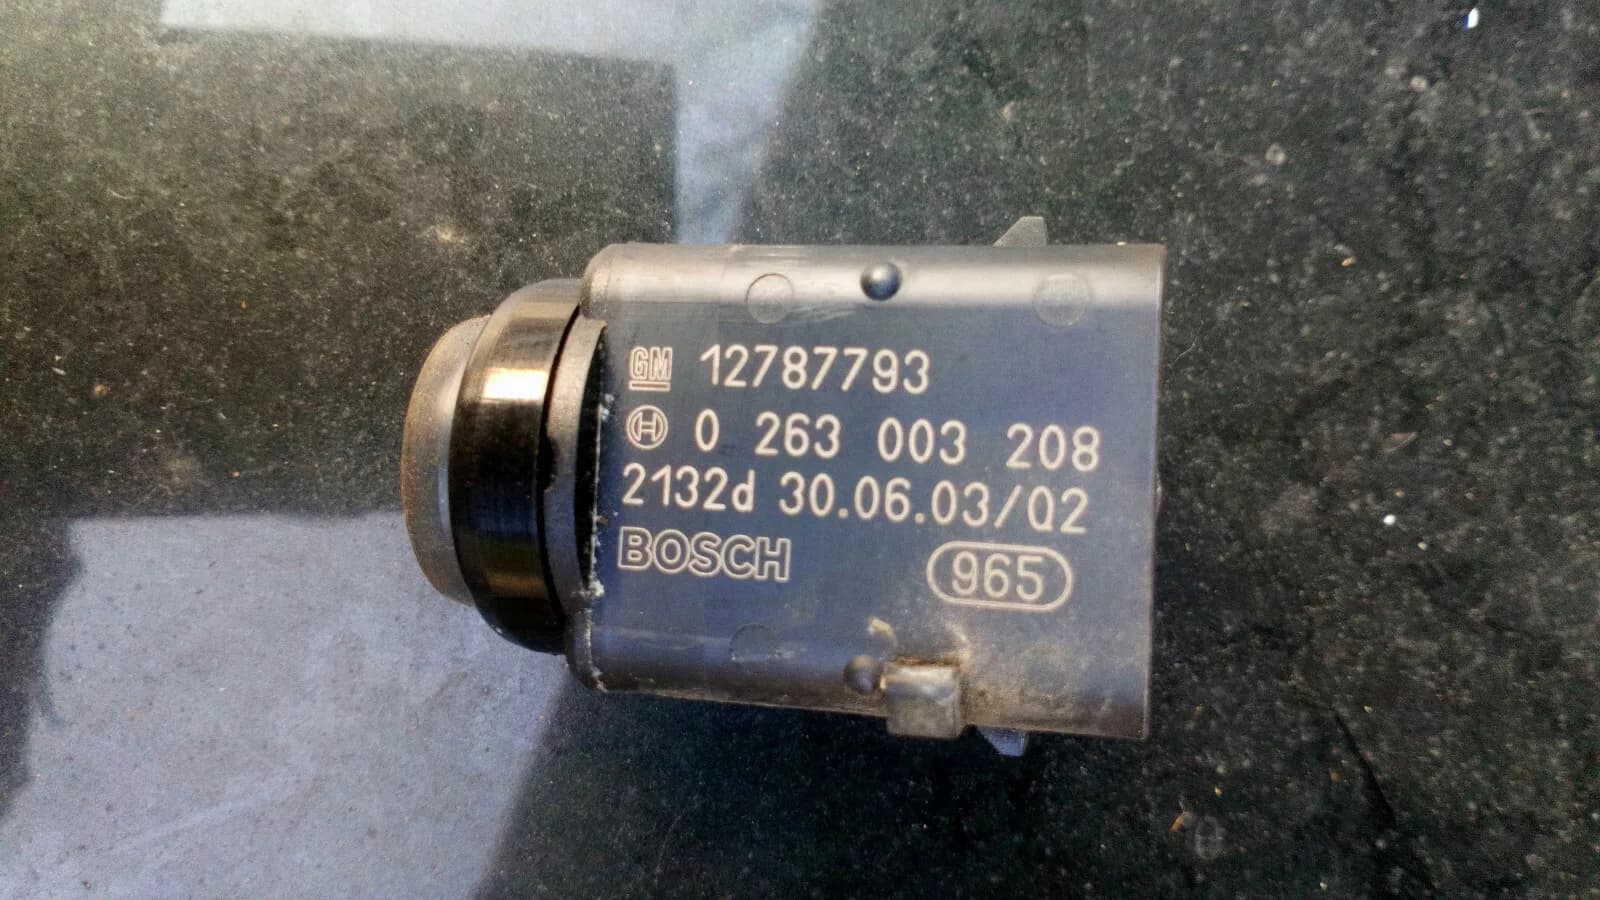 GM 12787793
0 263 003 208
2132d 30.06.03/Q2
BOSCH 965